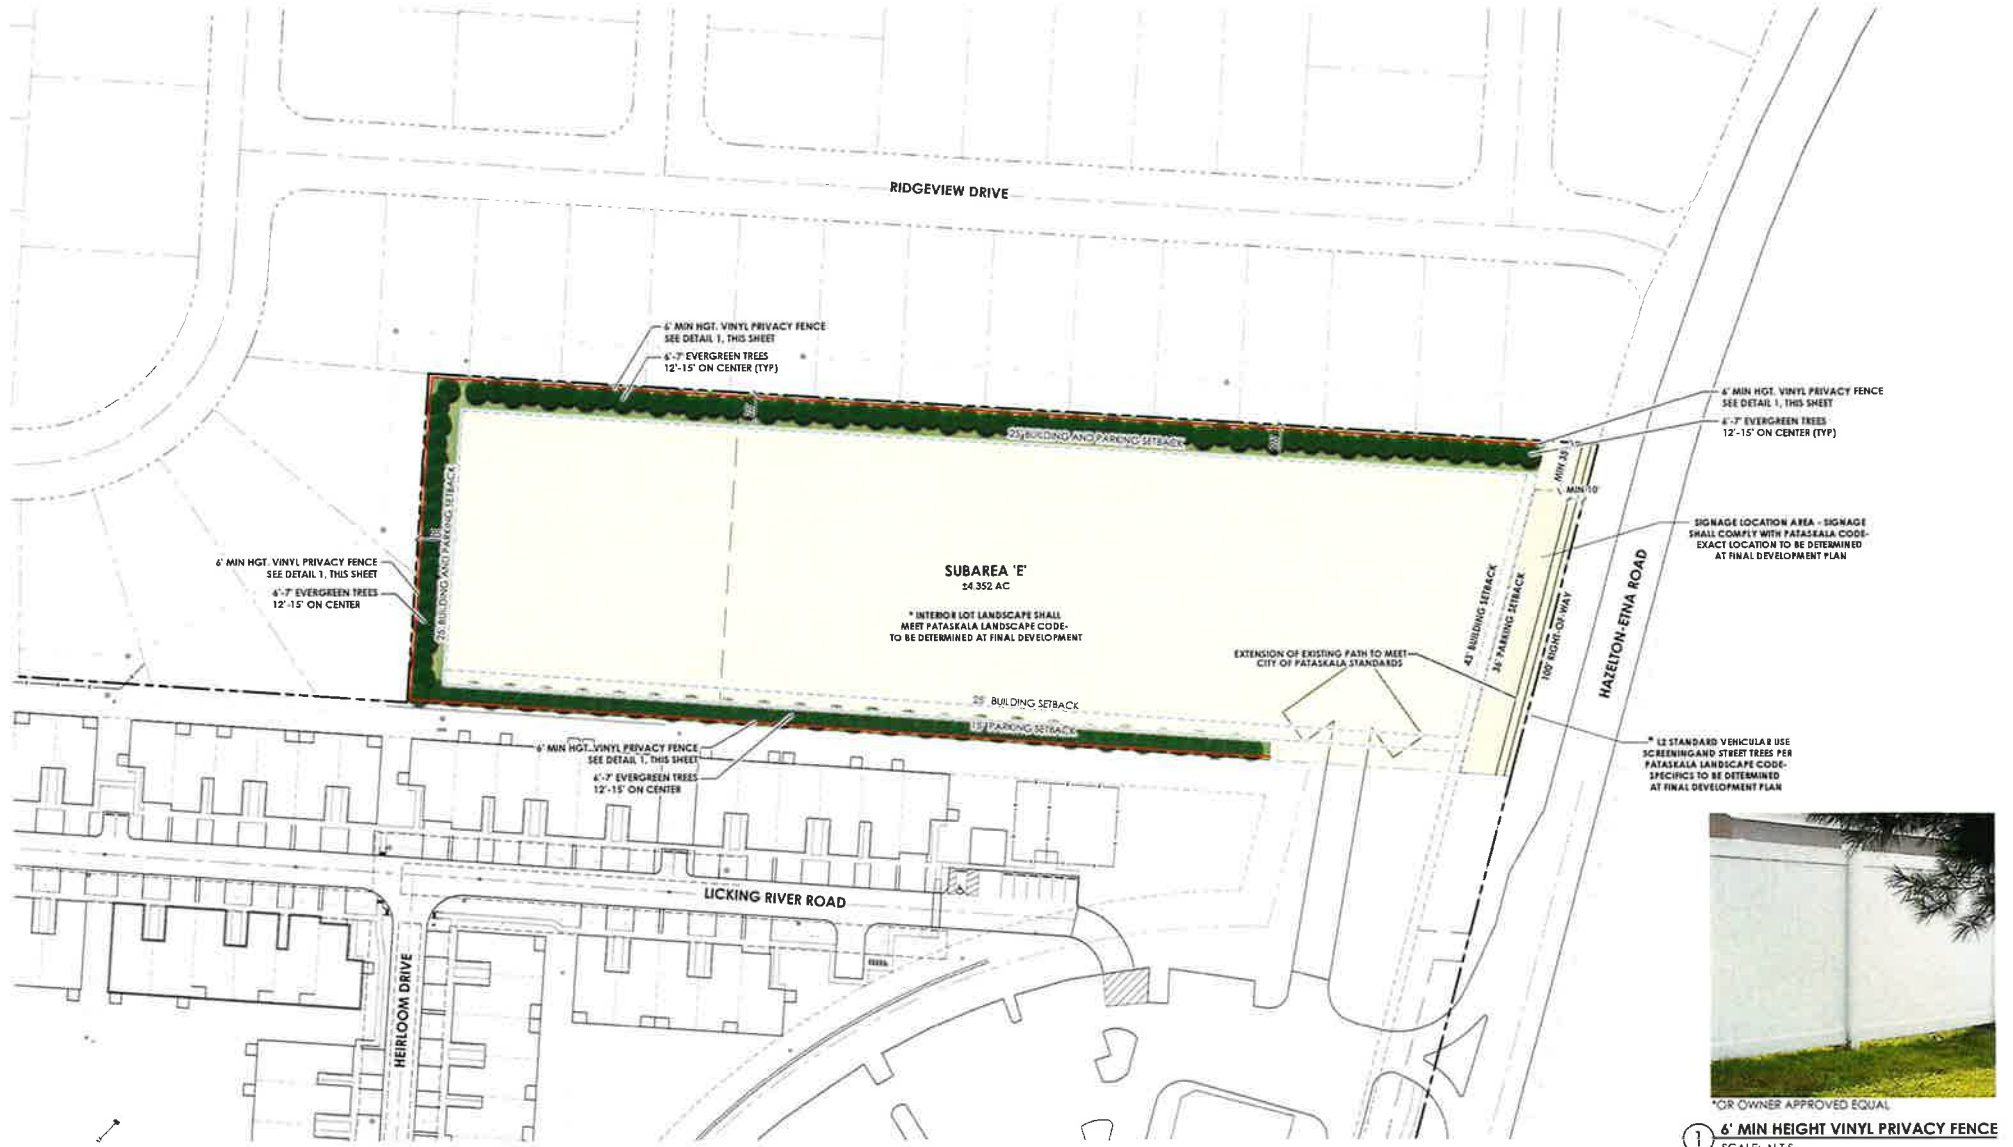 RIDGEVIEW DRIVE
6' MIN HGT. VINYL PRIVACY FENCE
SEE DETAIL 1, THIS SHEET
6'-7' EVERGREEN TREES
12'-15' ON CENTER (TYP)
6' MIN HGT. VINYL PRIVACY FENCE
SEE DETAIL 1, THIS SHEET
6'-7' EVERGREEN TREES
12'-15' ON CENTER (TYP)
25' BUILDING AND PARKING SETBACK
MIN 35'
MIN 10'
SIGNAGE LOCATION AREA - SIGNAGE
SHALL COMPLY WITH PATASKALA CODE-
EXACT LOCATION TO BE DETERMINED
AT FINAL DEVELOPMENT PLAN
25' BUILDING AND PARKING SETBACK
6' MIN HGT. VINYL PRIVACY FENCE
SEE DETAIL 1, THIS SHEET
6'-7' EVERGREEN TREES
12'-15' ON CENTER
SUBAREA 'E'
±4.352 AC
* INTERIOR LOT LANDSCAPE SHALL
MEET PATASKALA LANDSCAPE CODE-
TO BE DETERMINED AT FINAL DEVELOPMENT
43' BUILDING SETBACK
36' PARKING SETBACK
100' RIGHT-OF-WAY
HAZELTON-ETNA ROAD
EXTENSION OF EXISTING PATH TO MEET
CITY OF PATASKALA STANDARDS
25' BUILDING SETBACK
15' PARKING SETBACK
6' MIN HGT. VINYL PRIVACY FENCE
SEE DETAIL 1, THIS SHEET
6'-7' EVERGREEN TREES
12'-15' ON CENTER
* L2 STANDARD VEHICULAR USE
SCREENINGAND STREET TREES PER
PATASKALA LANDSCAPE CODE-
SPECIFICS TO BE DETERMINED
AT FINAL DEVELOPMENT PLAN
LICKING RIVER ROAD
HEIRLOOM DRIVE
*OR OWNER APPROVED EQUAL
1 6' MIN HEIGHT VINYL PRIVACY FENCE
SCALE: N.T.S.